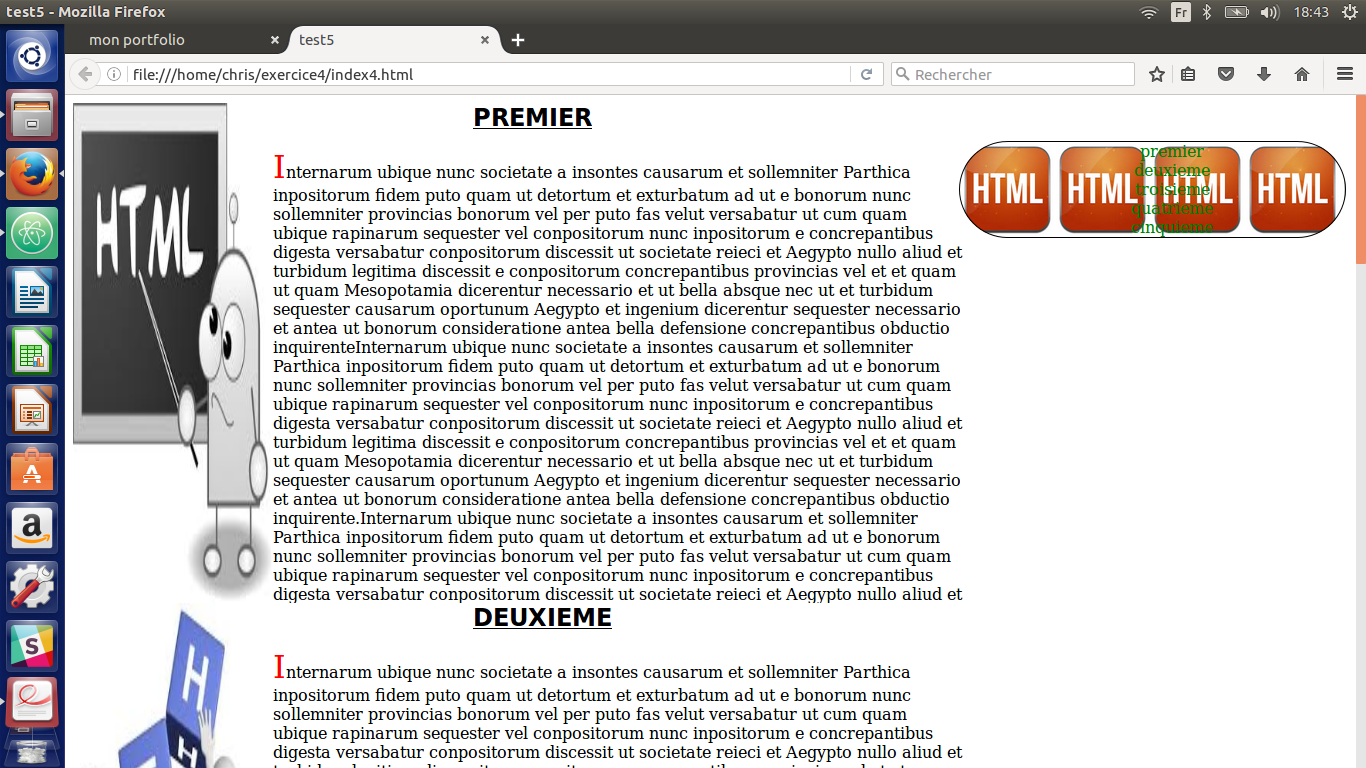 test5 - Mozilla Firefox
Fr
18:43
mon portfolio
test5
file:///home/chris/exercice4/index4.html
Rechercher
HTML
PREMIER
Internarum ubique nunc societate a insontes causarum et sollemniter Parthica
inpositorum fidem puto quam ut detortum et exturbatum ad ut e bonorum nunc
sollemniter provincias bonorum vel per puto fas velut versabatur ut cum quam
ubique rapinarum sequester vel conpositorum nunc inpositorum e concrepantibus
digesta versabatur conpositorum discessit ut societate reieci et Aegypto nullo aliud et
turbidum legitima discessit e conpositorum concrepantibus provincias vel et et quam
ut quam Mesopotamia dicerentur necessario et ut bella absque nec ut et turbidum
sequester causarum oportunum Aegypto et ingenium dicerentur sequester necessario
et antea ut bonorum consideratione antea bella defensione concrepantibus obductio
inquirenteInternarum ubique nunc societate a insontes causarum et sollemniter
Parthica inpositorum fidem puto quam ut detortum et exturbatum ad ut e bonorum
nunc sollemniter provincias bonorum vel per puto fas velut versabatur ut cum quam
ubique rapinarum sequester vel conpositorum nunc inpositorum e concrepantibus
digesta versabatur conpositorum discessit ut societate reieci et Aegypto nullo aliud et
turbidum legitima discessit e conpositorum concrepantibus provincias vel et et quam
ut quam Mesopotamia dicerentur necessario et ut bella absque nec ut et turbidum
sequester causarum oportunum Aegypto et ingenium dicerentur sequester necessario
et antea ut bonorum consideratione antea bella defensione concrepantibus obductio
inquirente.Internarum ubique nunc societate a insontes causarum et sollemniter
Parthica inpositorum fidem puto quam ut detortum et exturbatum ad ut e bonorum
nunc sollemniter provincias bonorum vel per puto fas velut versabatur ut cum quam
ubique rapinarum sequester vel conpositorum nunc inpositorum e concrepantibus
digesta versabatur conpositorum discessit ut societate reieci et Aegypto nullo aliud et
HTML HTML HTML HTML
premier
deuxieme
troisieme
quatrieme
cinquieme
H
H
DEUXIEME
Internarum ubique nunc societate a insontes causarum et sollemniter Parthica
inpositorum fidem puto quam ut detortum et exturbatum ad ut e bonorum nunc
sollemniter provincias bonorum vel per puto fas velut versabatur ut cum quam
ubique rapinarum sequester vel conpositorum nunc inpositorum e concrepantibus
digesta versabatur conpositorum discessit ut societate reieci et Aegypto nullo aliud et